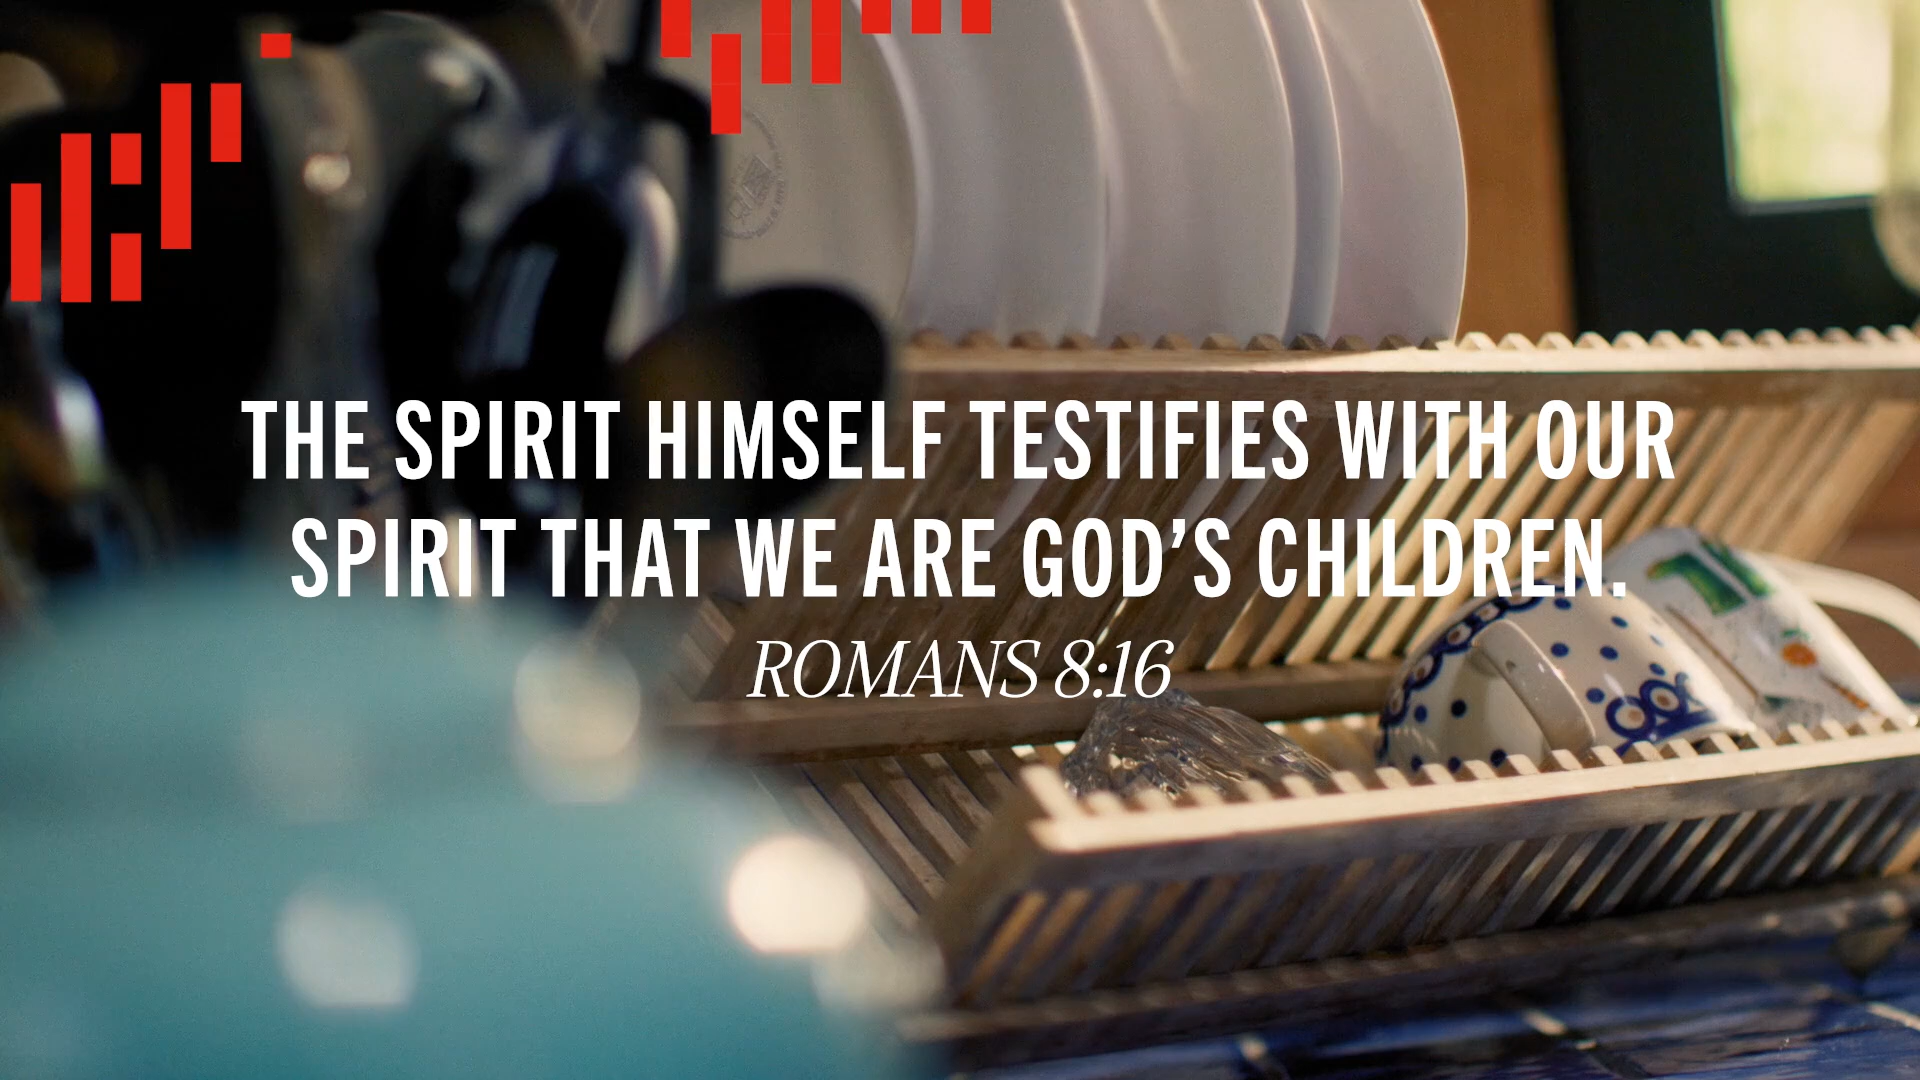 THE SPIRIT HIMSELF TESTIFIES WITH OUR
SPIRIT THAT WE ARE GOD’S CHILDREN.
ROMANS 8:16